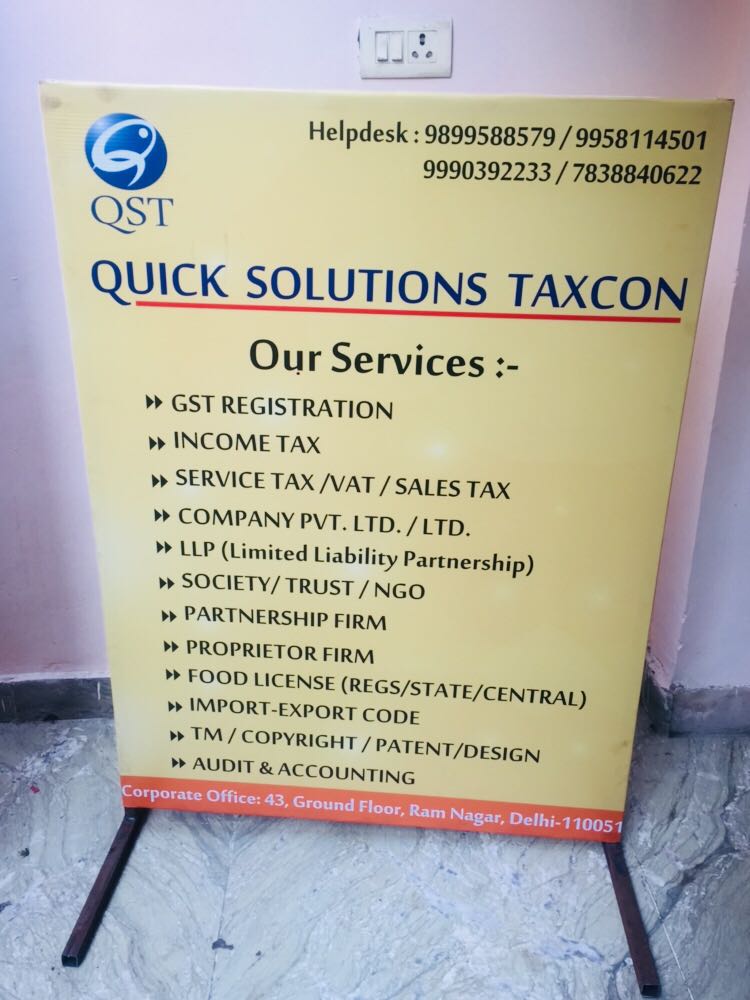 Helpdesk : 9899588579 / 9958114501
9990392233 / 7838840622
QST
QUICK SOLUTIONS TAXCON
Our Services :-
GST REGISTRATION
INCOME TAX
SERVICE TAX /VAT / SALES TAX
COMPANY PVT. LTD. / LTD.
LLP (Limited Liability Partnership)
SOCIETY/ TRUST / NGO
PARTNERSHIP FIRM
PROPRIETOR FIRM
FOOD LICENSE (REGS/STATE/CENTRAL)
IMPORT-EXPORT CODE
TM / COPYRIGHT / PATENT/DESIGN
AUDIT & ACCOUNTING
Corporate Office: 43, Ground Floor, Ram Nagar, Delhi-110051